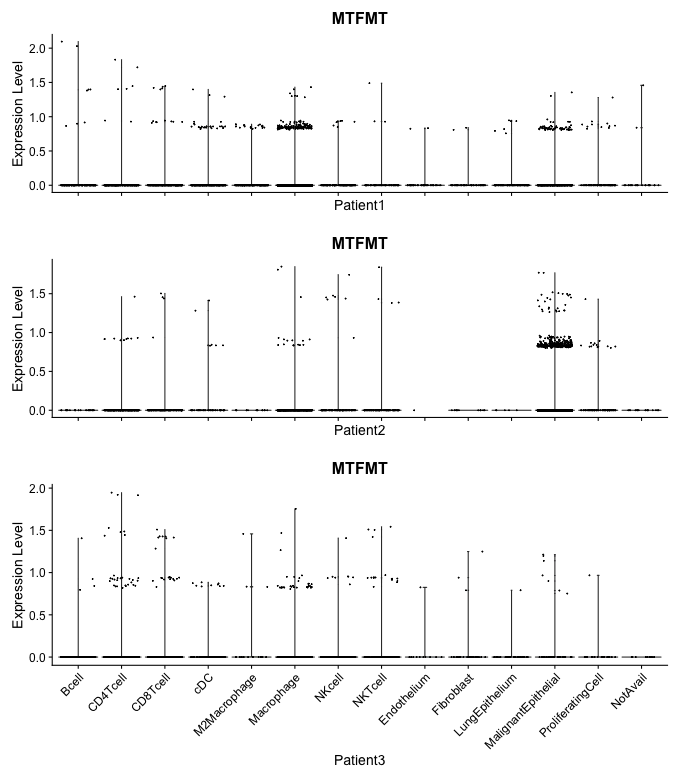 MTFMT
Expression Level
2.0
1.5
1.0
0.5
0.0
Patient1
MTFMT
Expression Level
1.5
1.0
0.5
0.0
Patient2
MTFMT
Expression Level
2.0
1.5
1.0
0.5
0.0
Bcell
CD4Tcell
CD8Tcell
cDC
M2Macrophage
Macrophage
NKcell
NKTcell
Endothelium
Fibroblast
LungEpithelium
MalignantEpithelial
ProliferatingCell
NotAvail
Patient3